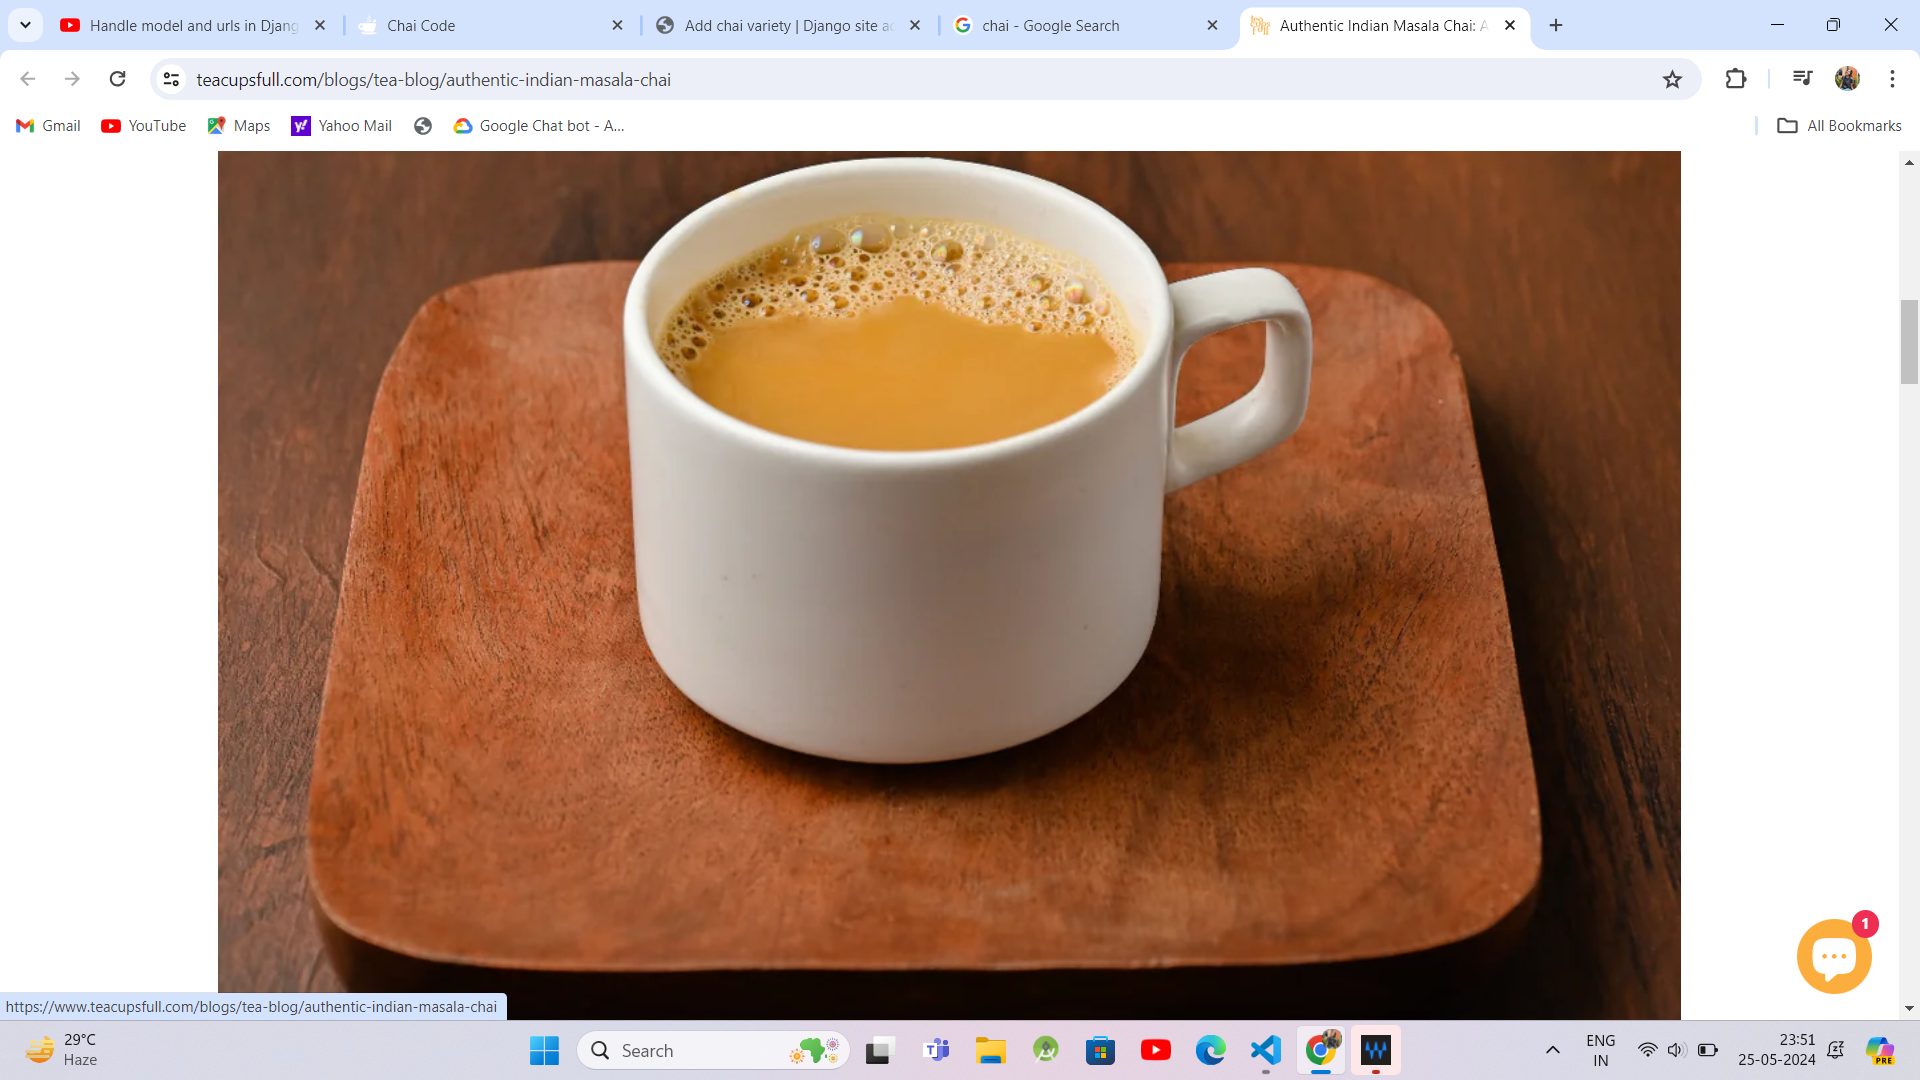 Handle model and urls in Djang
Chai Code
Add chai variety | Django site ad
chai - Google Search
Authentic Indian Masala Chai: A
teacupsfull.com/blogs/tea-blog/authentic-indian-masala-chai
Gmail
YouTube
Maps
Yahoo Mail
Google Chat bot - A...
All Bookmarks
1
https://www.teacupsfull.com/blogs/tea-blog/authentic-indian-masala-chai
29°C
Haze
Search
ENG
IN
23:51
25-05-2024
PRE